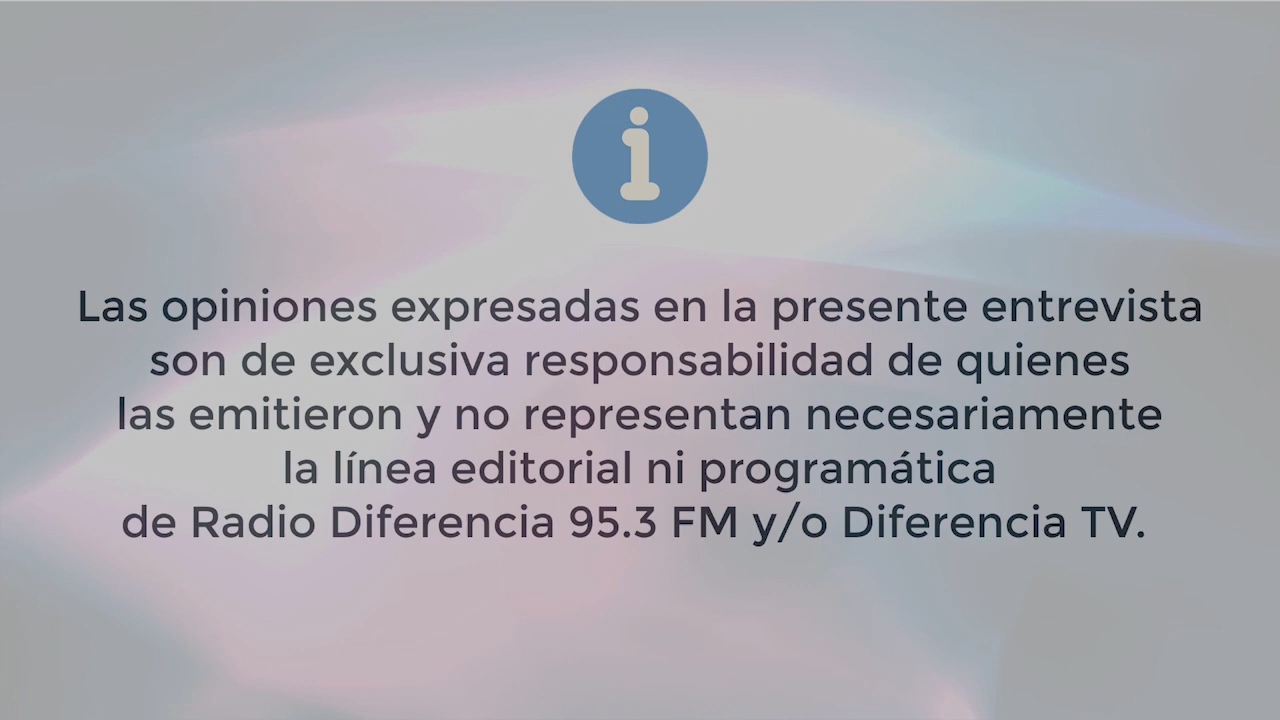 Las opiniones expresadas en la presente entrevista
son de exclusiva responsabilidad de quienes
las emitieron y no representan necesariamente
la línea editorial ni programática
de Radio Diferencia 95.3 FM y/o Diferencia TV.